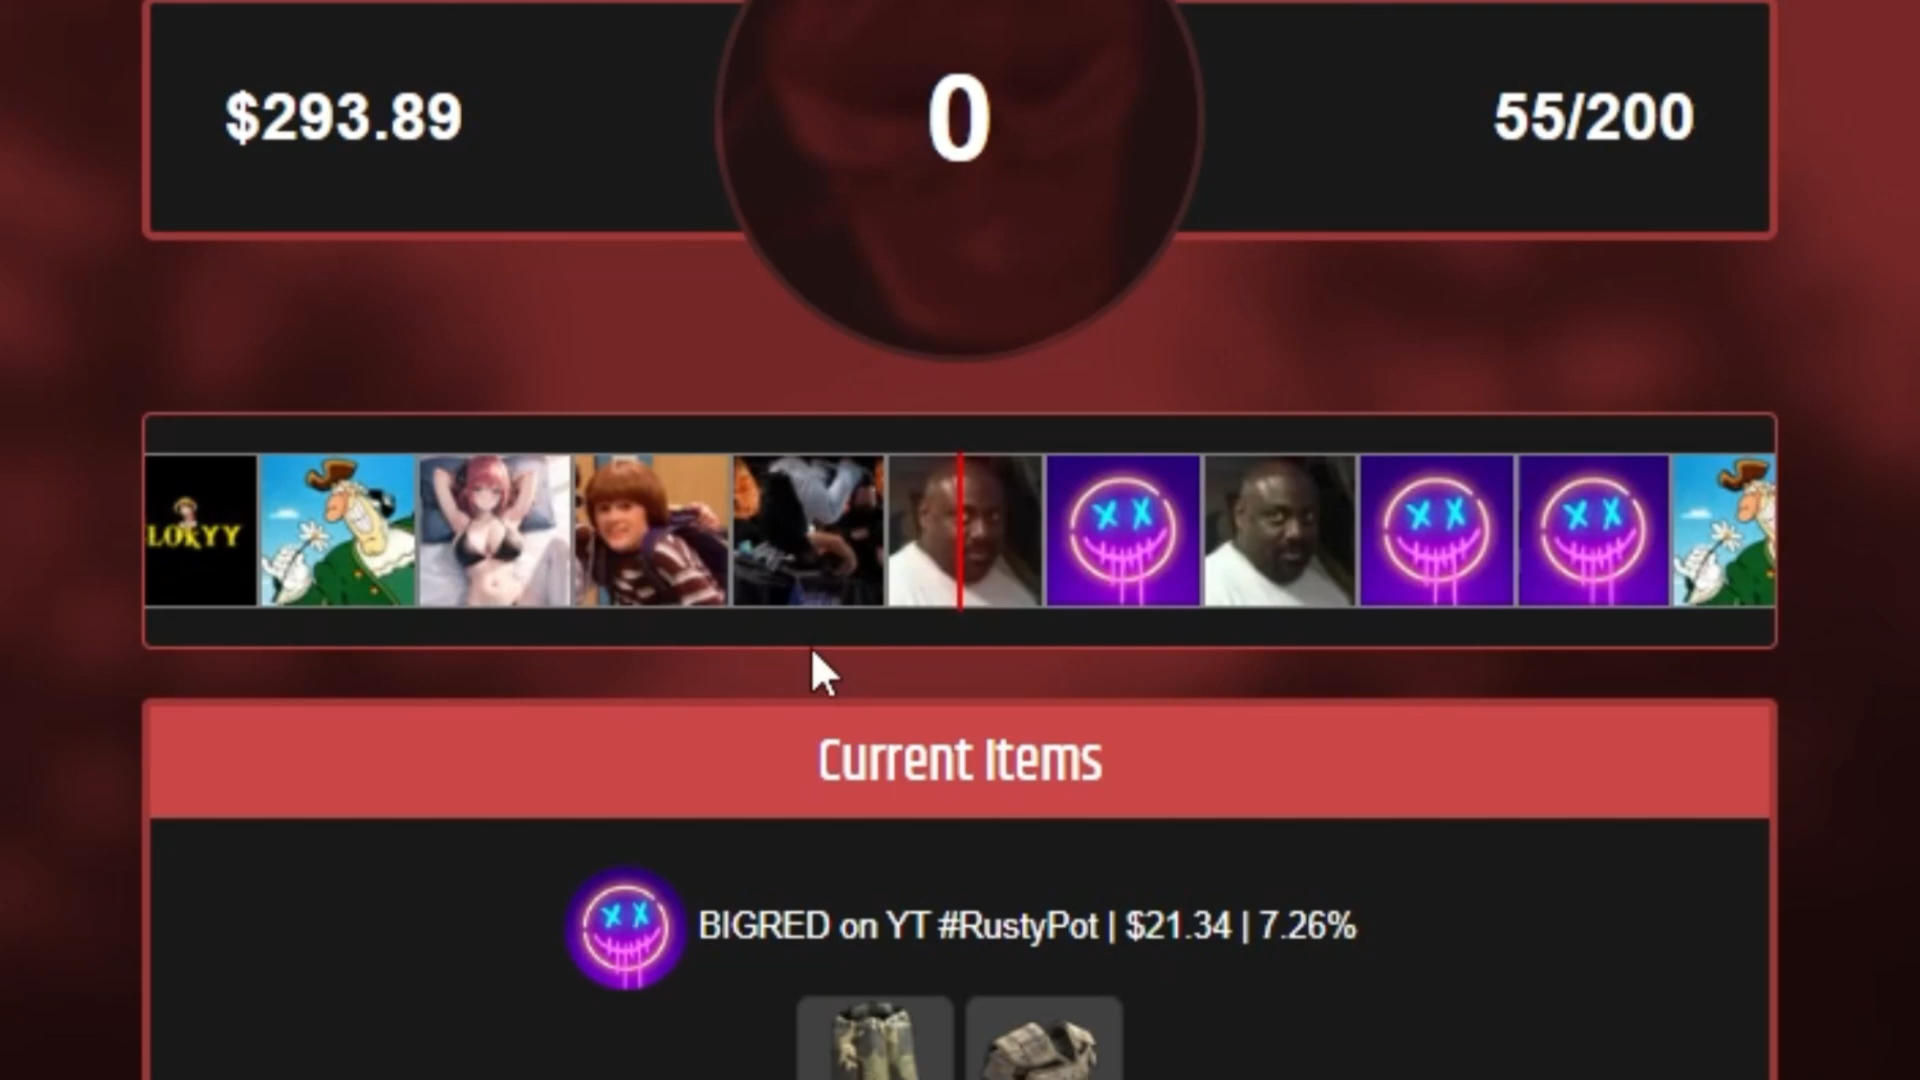 $293.89
0
55/200
LOKYY
Current Items
BIGRED on YT #RustyPot | $21.34 | 7.26%